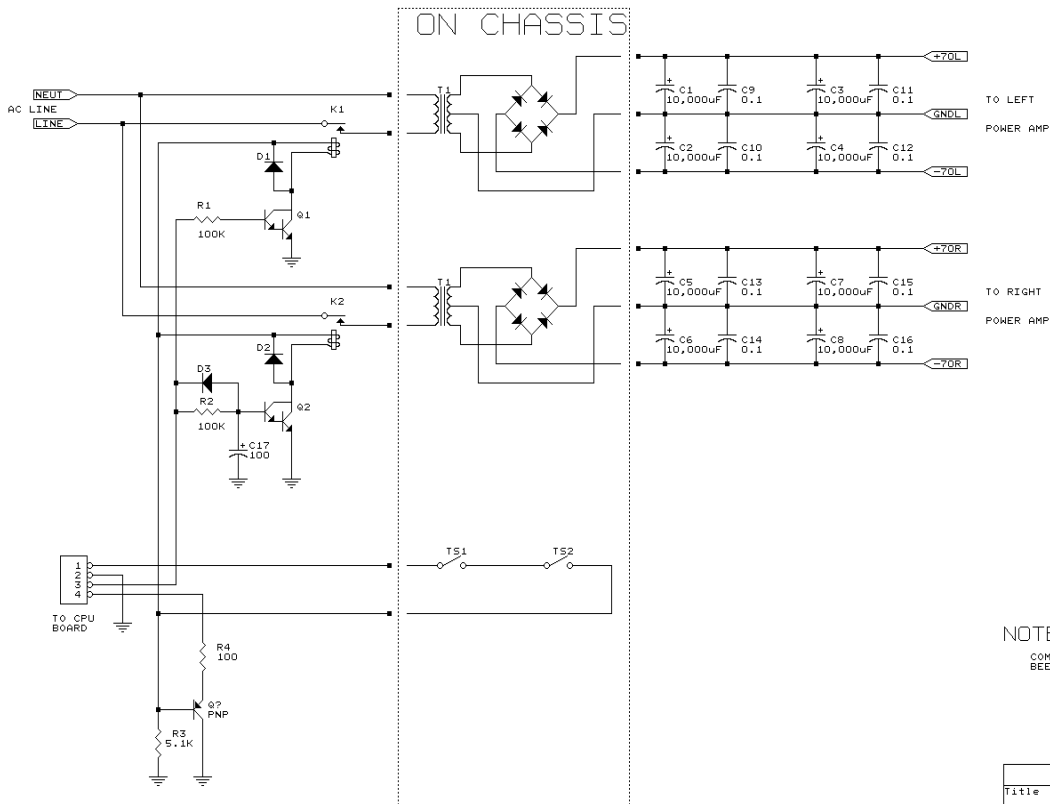 ON CHASSIS
NEUT
AC LINE
LINE
K1
T1
+70L
C1
10,000uF
C9
0.1
C3
10,000uF
C11
0.1
TO LEFT
GNDL
POWER AMP
C2
10,000uF
C10
0.1
C4
10,000uF
C12
0.1
-70L
D1
R1
100K
Q1
K2
T1
+70R
C5
10,000uF
C13
0.1
C7
10,000uF
C15
0.1
TO RIGHT
GNDR
POWER AMP
C6
10,000uF
C14
0.1
C8
10,000uF
C16
0.1
-70R
D2
D3
R2
100K
Q2
+C17
100
TS1
TS2
1
2
3
4
TO CPU
BOARD
R4
100
Q?
PNP
R3
5.1K
NOTE
COM
BEE
Title